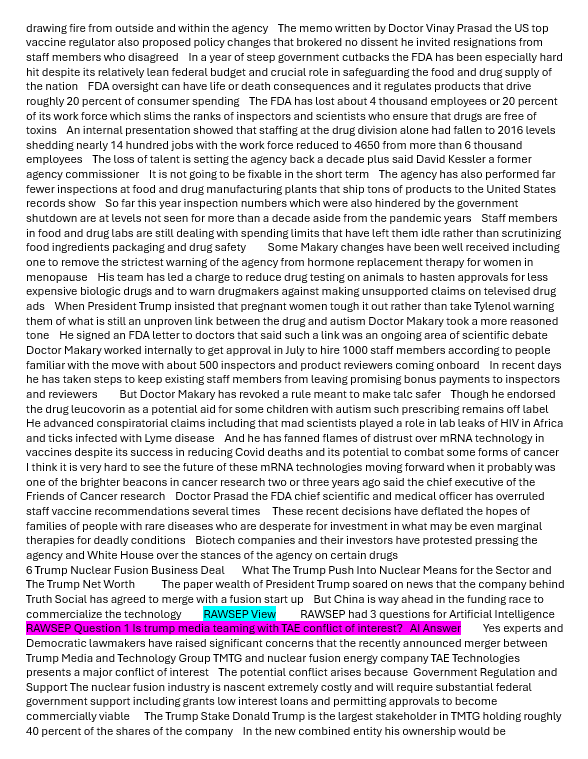 drawing fire from outside and within the agency The memo written by Doctor Vinay Prasad the US top
vaccine regulator also proposed policy changes that brokered no dissent he invited resignations from
staff members who disagreed In a year of steep government cutbacks the FDA has been especially hard
hit despite its relatively lean federal budget and crucial role in safeguarding the food and drug supply of
the nation FDA oversight can have life or death consequences and it regulates products that drive
roughly 20 percent of consumer spending The FDA has lost about 4 thousand employees or 20 percent
of its work force which slims the ranks of inspectors and scientists who ensure that drugs are free of
toxins An internal presentation showed that staffing at the drug division alone had fallen to 2016 levels
shedding nearly 14 hundred jobs with the work force reduced to 4650 from more than 6 thousand
employees The loss of talent is setting the agency back a decade plus said David Kessler a former
agency commissioner It is not going to be fixable in the short term The agency has also performed far
fewer inspections at food and drug manufacturing plants that ship tons of products to the United States
records show So far this year inspection numbers which were also hindered by the government
shutdown are at levels not seen for more than a decade aside from the pandemic years Staff members
in food and drug labs are still dealing with spending limits that have left them idle rather than scrutinizing
food ingredients packaging and drug safety Some Makary changes have been well received including
one to remove the strictest warning of the agency from hormone replacement therapy for women in
menopause His team has led a charge to reduce drug testing on animals to hasten approvals for less
expensive biologic drugs and to warn drugmakers against making unsupported claims on televised drug
ads When President Trump insisted that pregnant women tough it out rather than take Tylenol warning
them of what is still an unproven link between the drug and autism Doctor Makary took a more reasoned
tone He signed an FDA letter to doctors that said such a link was an ongoing area of scientific debate
Doctor Makary worked internally to get approval in July to hire 1000 staff members according to people
familiar with the move with about 500 inspectors and product reviewers coming onboard In recent days
he has taken steps to keep existing staff members from leaving promising bonus payments to inspectors
and reviewers But Doctor Makary has revoked a rule meant to make talc safer Though he endorsed
the drug leucovorin as a potential aid for some children with autism such prescribing remains off label
He advanced conspiratorial claims including that mad scientists played a role in lab leaks of HIV in Africa
and ticks infected with Lyme disease And he has fanned flames of distrust over mRNA technology in
vaccines despite its success in reducing Covid deaths and its potential to combat some forms of cancer
I think it is very hard to see the future of these mRNA technologies moving forward when it probably was
one of the brighter beacons in cancer research two or three years ago said the chief executive of the
Friends of Cancer research Doctor Prasad the FDA chief scientific and medical officer has overruled
staff vaccine recommendations several times These recent decisions have deflated the hopes of
families of people with rare diseases who are desperate for investment in what may be even marginal
therapies for deadly conditions Biotech companies and their investors have protested pressing the
agency and White House over the stances of the agency on certain drugs
6 Trump Nuclear Fusion Business Deal What The Trump Push Into Nuclear Means for the Sector and
The Trump Net Worth The paper wealth of President Trump soared on news that the company behind
Truth Social has agreed to merge with a fusion start up But China is way ahead in the funding race to
commercialize the technology RAWSEP View RAWSEP had 3 questions for Artificial Intelligence
RAWSEP Question 1 Is trump media teaming with TAE conflict of interest? AI Answer Yes experts and
Democratic lawmakers have raised significant concerns that the recently announced merger between
Trump Media and Technology Group TMTG and nuclear fusion energy company TAE Technologies
presents a major conflict of interest The potential conflict arises because Government Regulation and
Support The nuclear fusion industry is nascent extremely costly and will require substantial federal
government support including grants low interest loans and permitting approvals to become
commercially viable The Trump Stake Donald Trump is the largest stakeholder in TMTG holding roughly
40 percent of the shares of the company In the new combined entity his ownership would be